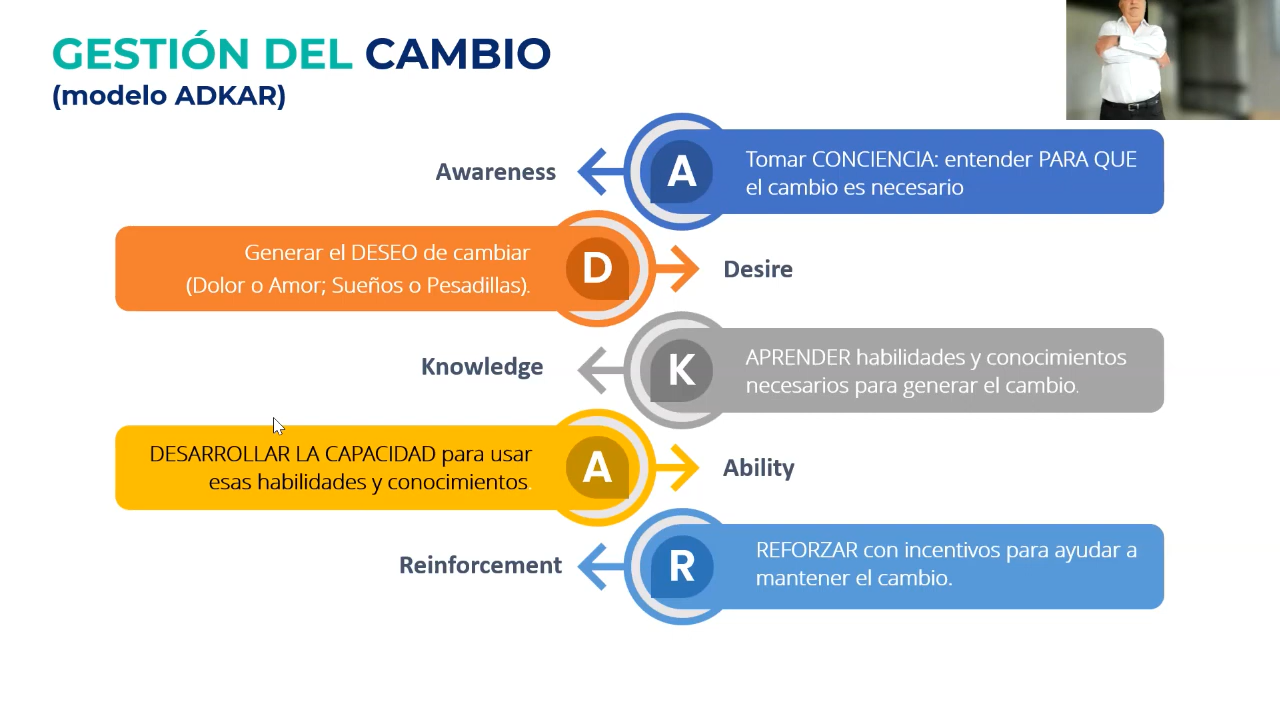 GESTIÓN DEL CAMBIO
(modelo ADKAR)
Awareness
A
Tomar CONCIENCIA: entender PARA QUE
el cambio es necesario
Generar el DESEO de cambiar
(Dolor o Amor; Sueños o Pesadillas).
D
Desire
Knowledge
K
APRENDER habilidades y conocimientos
necesarios para generar el cambio.
DESARROLLAR LA CAPACIDAD para usar
esas habilidades y conocimientos
A
Ability
Reinforcement
R
REFORZAR con incentivos para ayudar a
mantener el cambio.